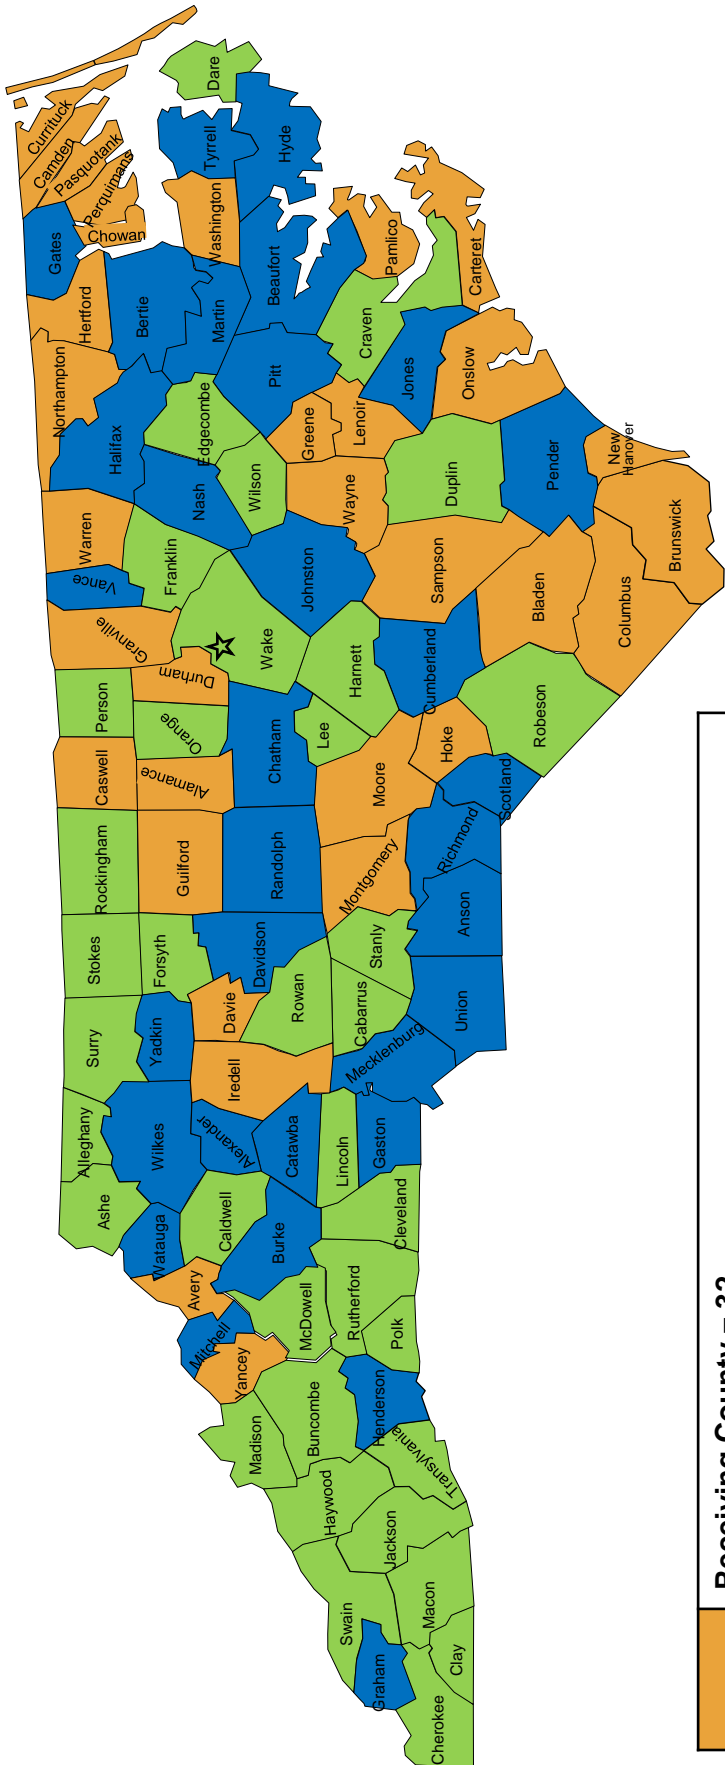 Cherokee
Graham
Clay
Swain
Macon
Jackson
Haywood
Transylvania
Madison
Buncombe
Henderson
Yancey
Mitchell
McDowell
Polk
Rutherford
Avery
Burke
Cleveland
Watauga
Caldwell
Ashe
Alleghany
Wilkes
Alexander
Catawba
Lincoln
Gaston
Surry
Yadkin
Iredell
Mecklenburg
Davie
Rowan
Cabarrus
Union
Stokes
Forsyth
Davidson
Stanly
Anson
Rockingham
Guilford
Randolph
Montgomery
Richmond
Caswell
Alamance
Chatham
Moore
Scotland
Person
Orange
Durham
Lee
Hoke
Robeson
Granville
Wake
Harnett
Cumberland
Vance
Warren
Franklin
Johnston
Sampson
Bladen
Columbus
Brunswick
Halifax
Nash
Wilson
Wayne
Duplin
Pender
New
Hanover
Northampton
Edgecombe
Greene
Lenoir
Jones
Onslow
Hertford
Bertie
Martin
Pitt
Craven
Carteret
Gates
Chowan
Perquimans
Pasquotank
Camden
Currituck
Washington
Beaufort
Pamlico
Tyrrell
Hyde
Dare
Receiving County – 32